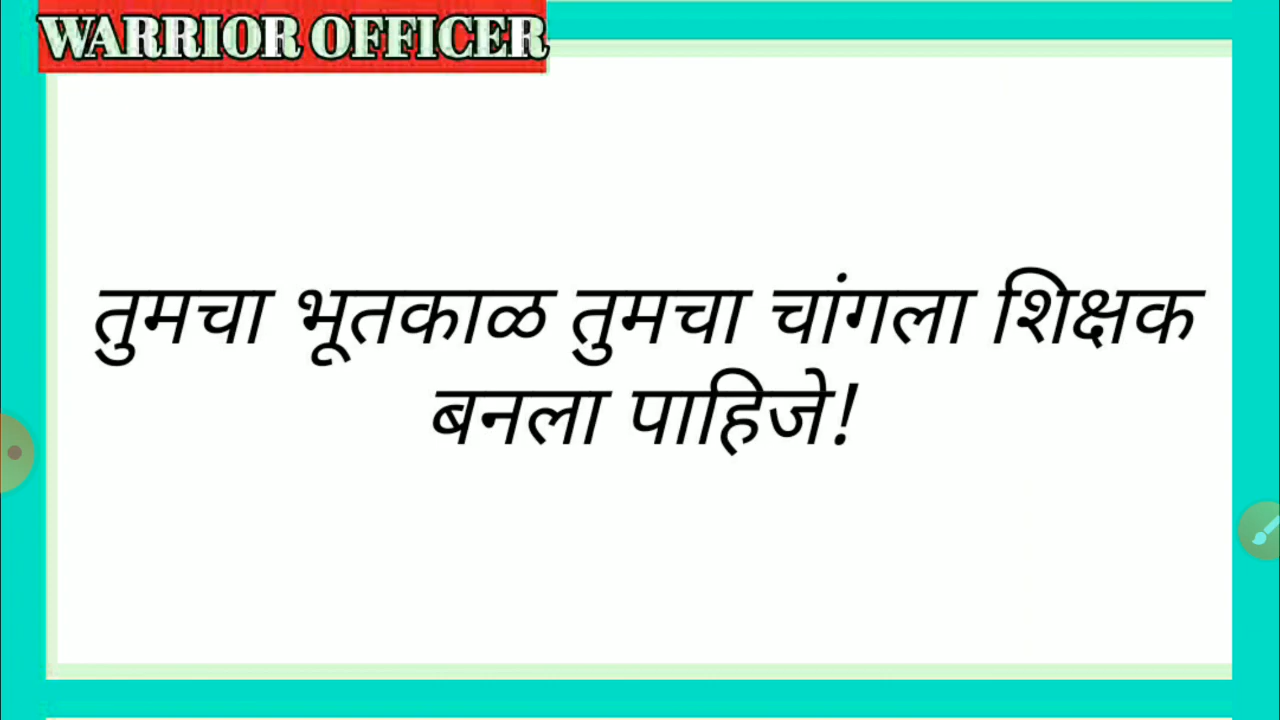 WARRIOR OFFICER
तुमचा भूतकाळ तुमचा चांगला शिक्षक
बनला पाहिजे!